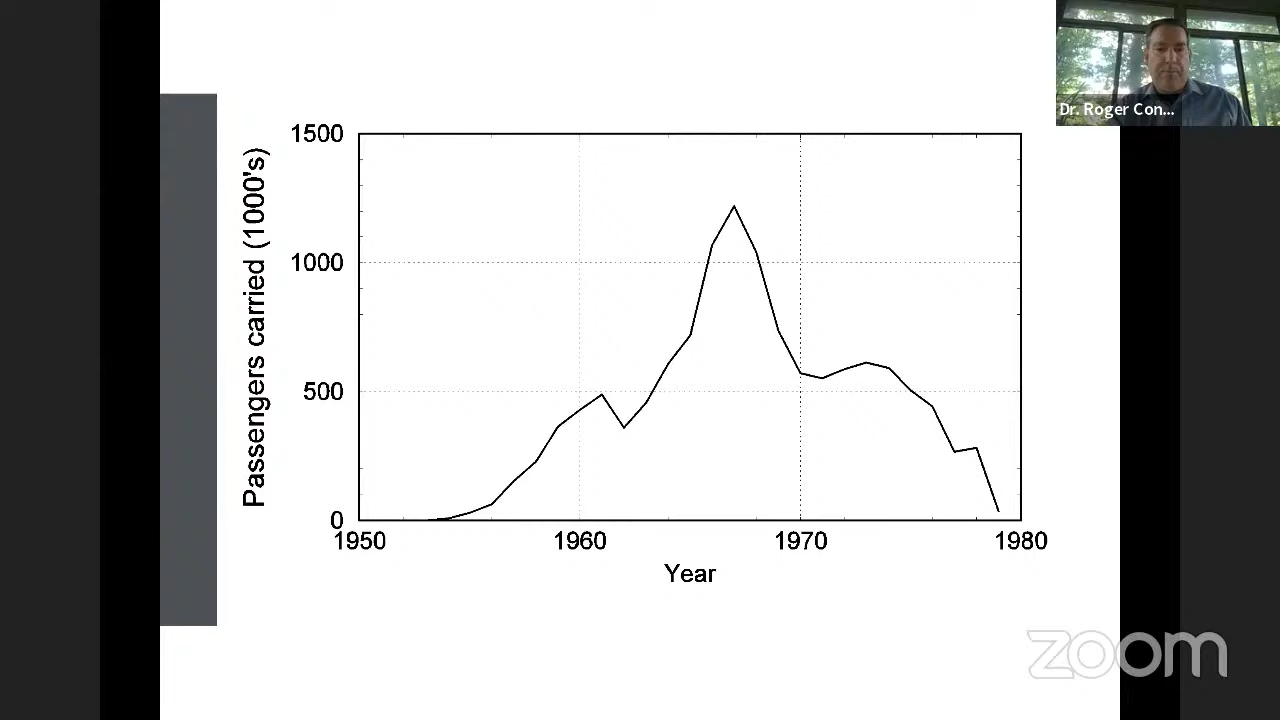 Dr. Roger Con...
1500
1000
500
0
Passengers carried (1000's)
1950 1960 1970 1980
Year
zoom